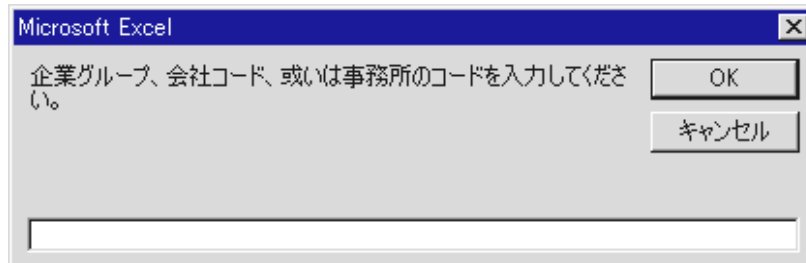 Microsoft Excel
企業グループ、会社コード、或いは事務所のコードを入力してくださ
い。
OK
キャンセル